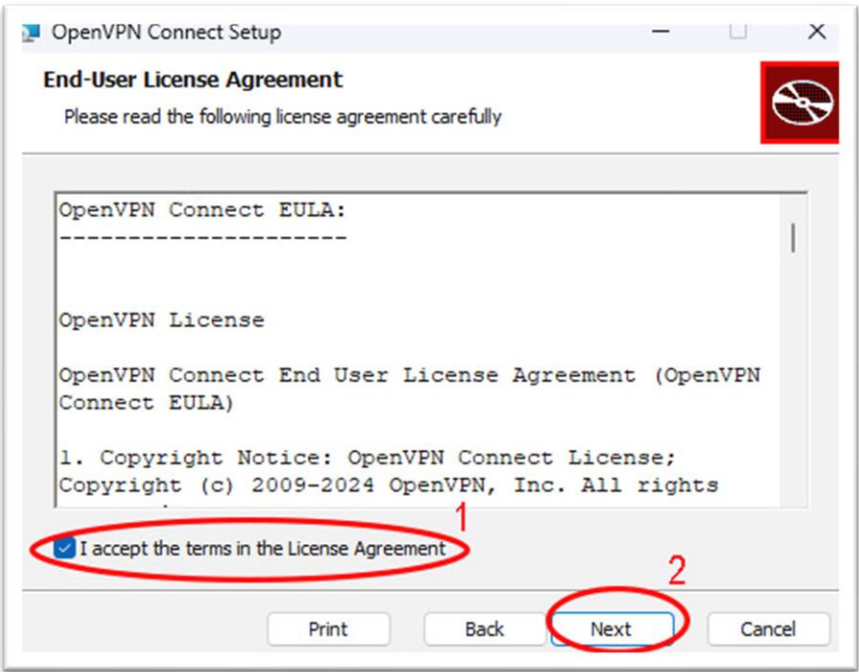 OpenVPN Connect Setup
End-User License Agreement
Please read the following license agreement carefully
OpenVPN Connect EULA:
---------------------
OpenVPN License
OpenVPN Connect End User License Agreement (OpenVPN
Connect EULA)
1. Copyright Notice: OpenVPN Connect License;
Copyright (c) 2009-2024 OpenVPN, Inc. All rights
1
I accept the terms in the License Agreement
2
Print Back Next Cancel